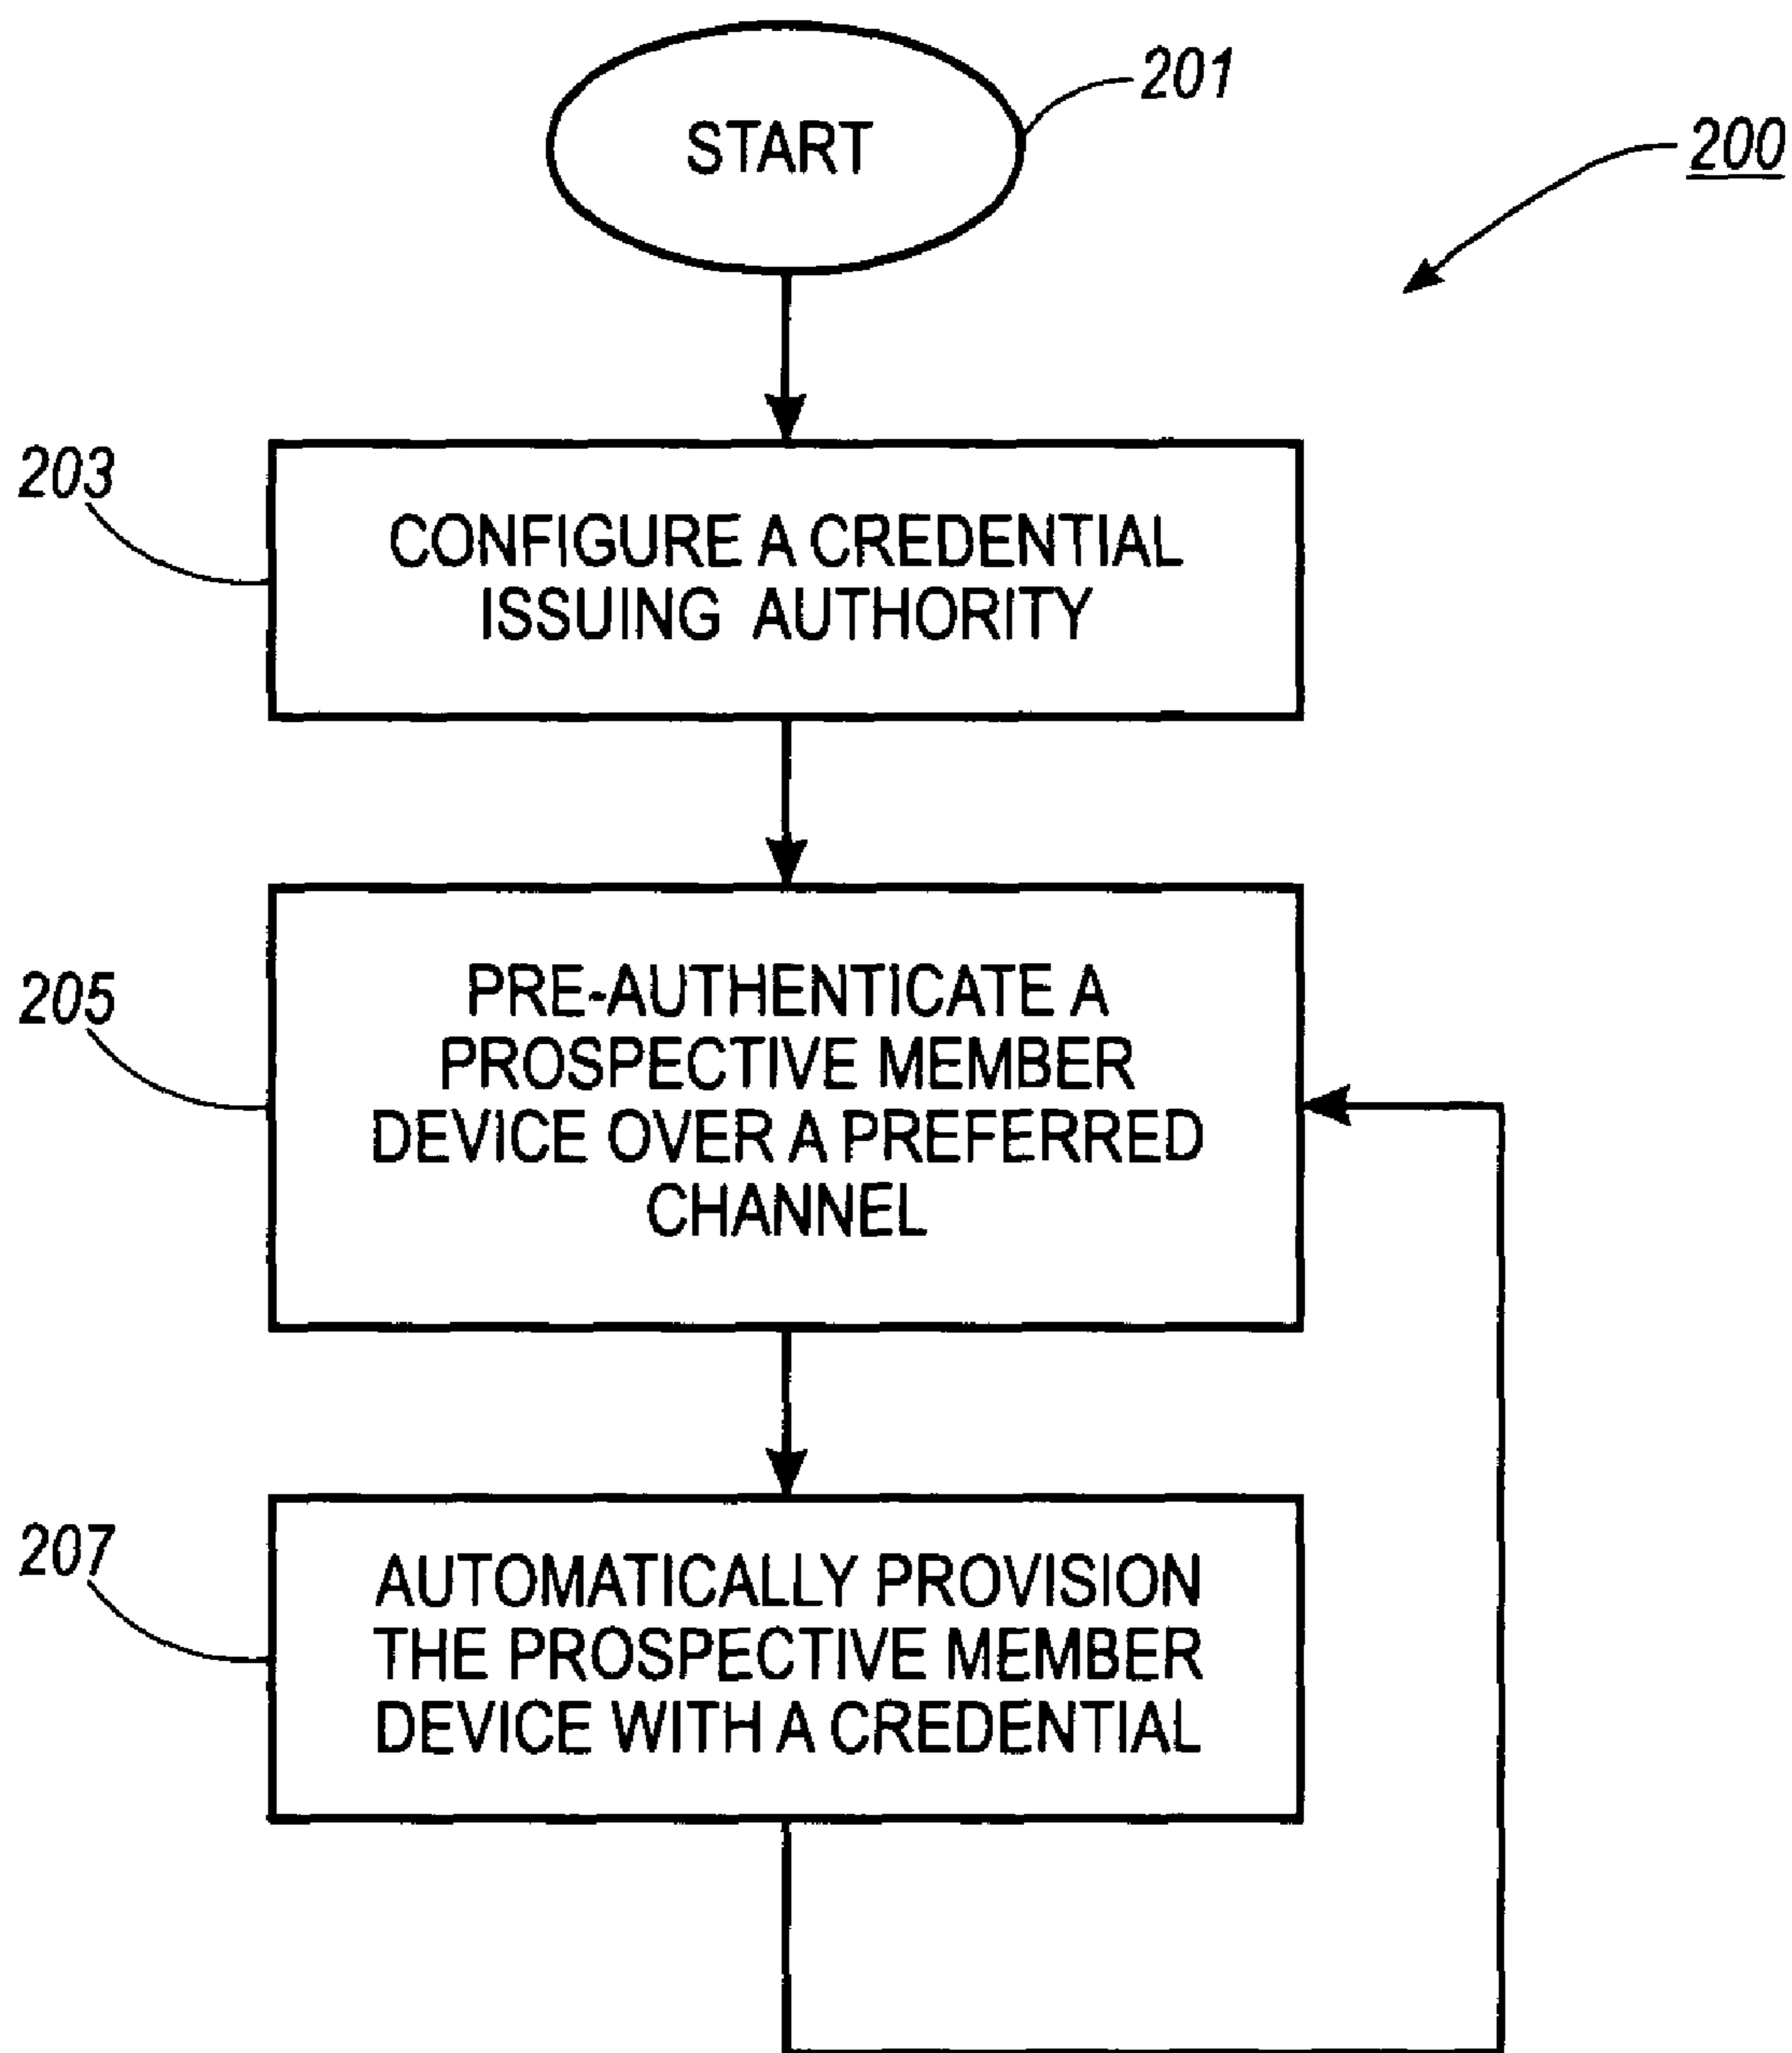 START
201
200
203
CONFIGURE A CREDENTIAL
ISSUING AUTHORITY
205
PRE-AUTHENTICATE A
PROSPECTIVE MEMBER
DEVICE OVER A PREFERRED
CHANNEL
207
AUTOMATICALLY PROVISION
THE PROSPECTIVE MEMBER
DEVICE WITH A CREDENTIAL